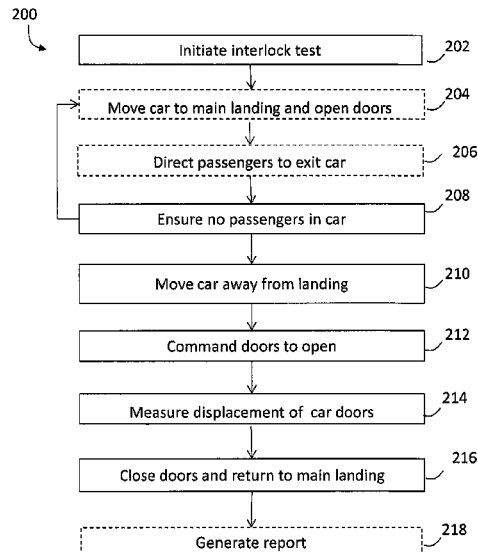 200
Initiate interlock test
202
Move car to main landing and open doors
204
Direct passengers to exit car
206
Ensure no passengers in car
208
Move car away from landing
210
Command doors to open
212
Measure displacement of car doors
214
Close doors and return to main landing
216
Generate report
218